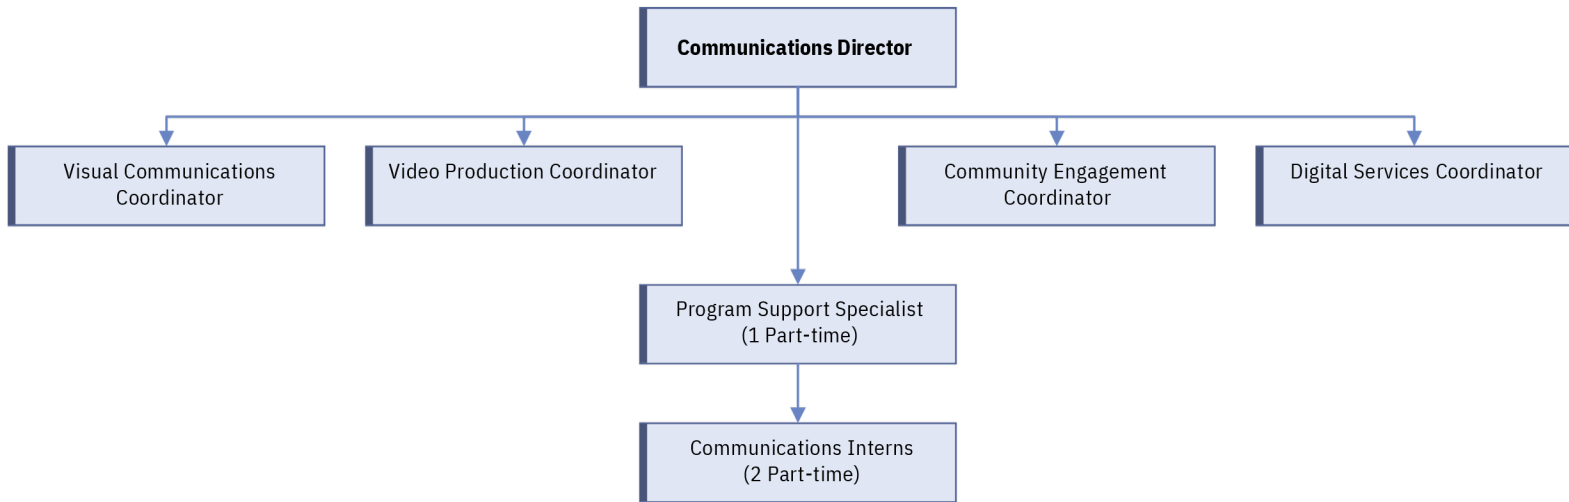 Communications Director
Visual Communications
Coordinator
Video Production Coordinator
Community Engagement
Coordinator
Digital Services Coordinator
Program Support Specialist
(1 Part-time)
Communications Interns
(2 Part-time)